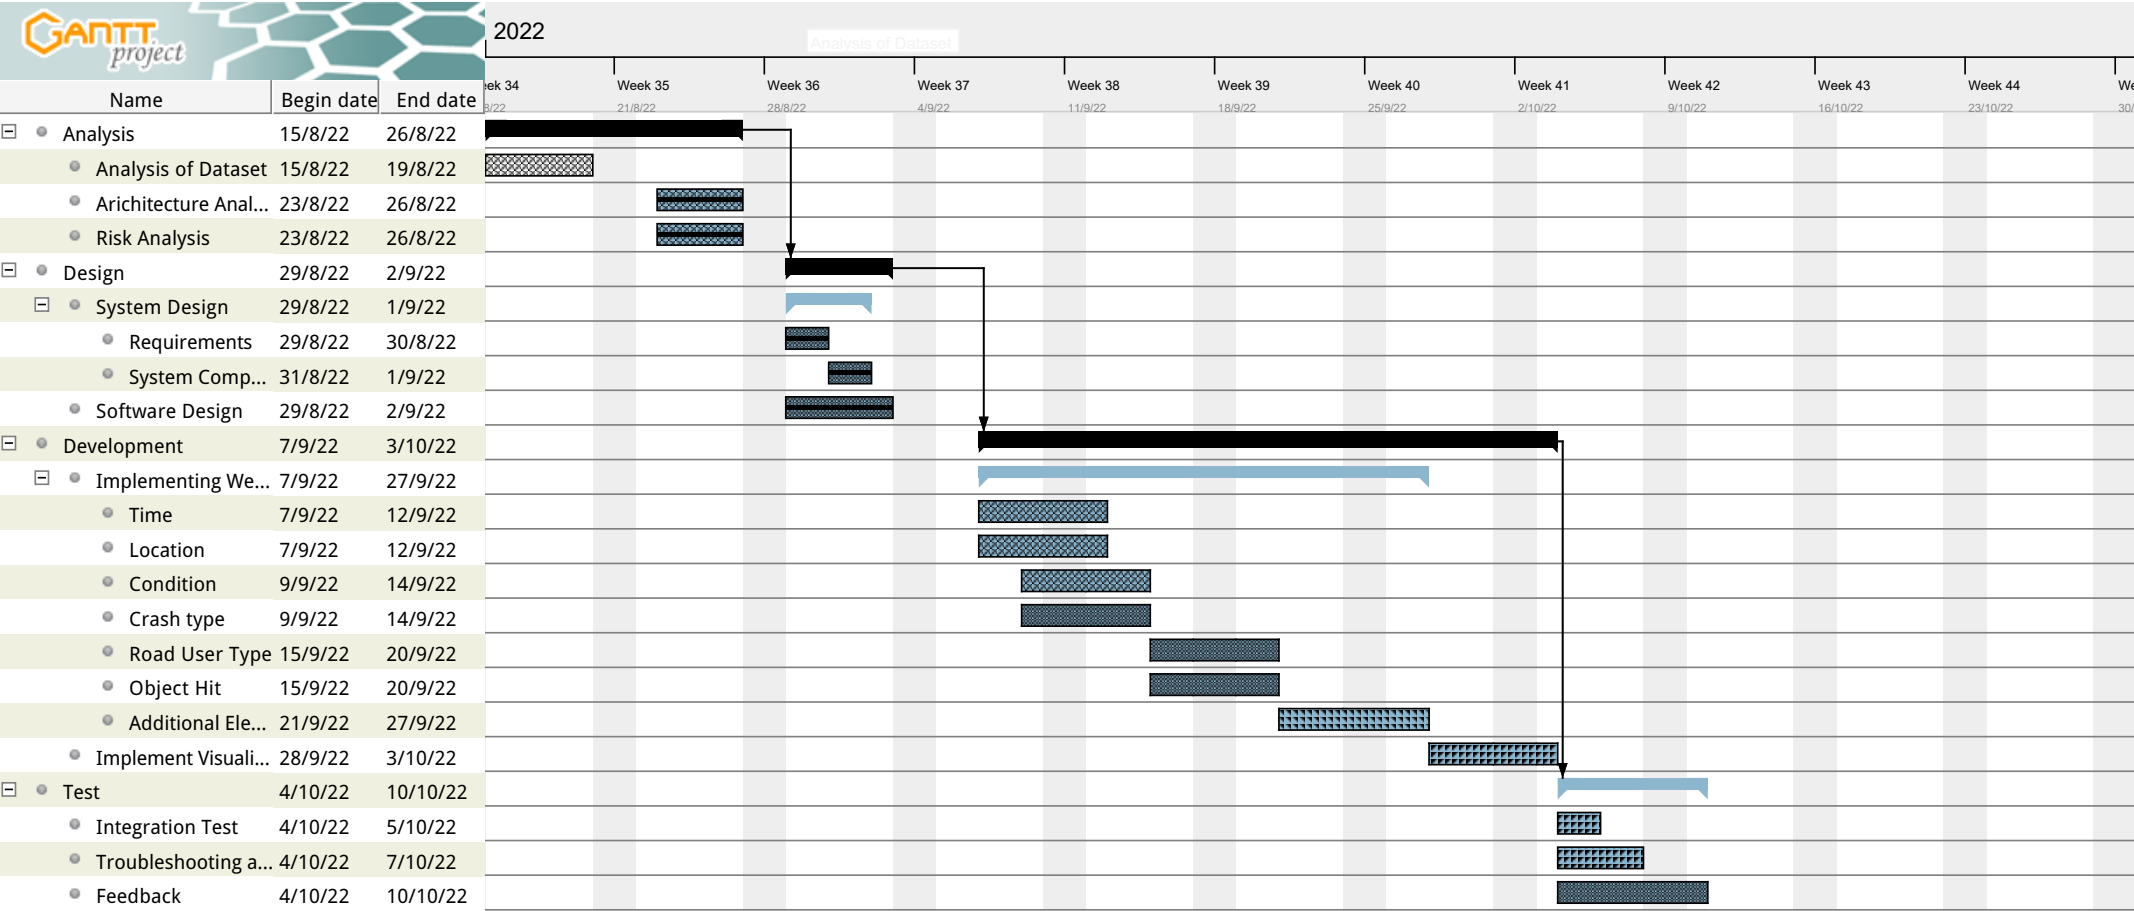 GANTT
project
2022
Analysis of Dataset
eek 34 Week 35 Week 36 Week 37 Week 38 Week 39 Week 40 Week 41 Week 42 Week 43 Week 44 We
8/22 21/8/22 28/8/22 4/9/22 11/9/22 18/9/22 25/9/22 2/10/22 9/10/22 16/10/22 23/10/22 30/
Name Begin date End date
Analysis 15/8/22 26/8/22
Analysis of Dataset 15/8/22 19/8/22
Arichitecture Anal... 23/8/22 26/8/22
Risk Analysis 23/8/22 26/8/22
Design 29/8/22 2/9/22
System Design 29/8/22 1/9/22
Requirements 29/8/22 30/8/22
System Comp... 31/8/22 1/9/22
Software Design 29/8/22 2/9/22
Development 7/9/22 3/10/22
Implementing We... 7/9/22 27/9/22
Time 7/9/22 12/9/22
Location 7/9/22 12/9/22
Condition 9/9/22 14/9/22
Crash type 9/9/22 14/9/22
Road User Type 15/9/22 20/9/22
Object Hit 15/9/22 20/9/22
Additional Ele... 21/9/22 27/9/22
Implement Visuali... 28/9/22 3/10/22
Test 4/10/22 10/10/22
Integration Test 4/10/22 5/10/22
Troubleshooting a... 4/10/22 7/10/22
Feedback 4/10/22 10/10/22